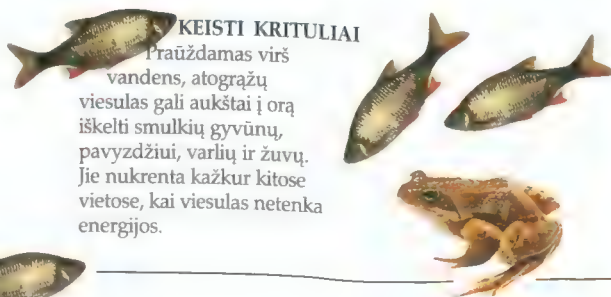 KEISTI KRITULIAI
Praūždamas virš
vandens, atogrąžų
viesulas gali aukštai į orą
iškelti smulkių gyvūnų,
pavyzdžiui, varlių ir žuvų.
Jie nukrenta kažkur kitose
vietose, kai viesulas netenka
energijos.